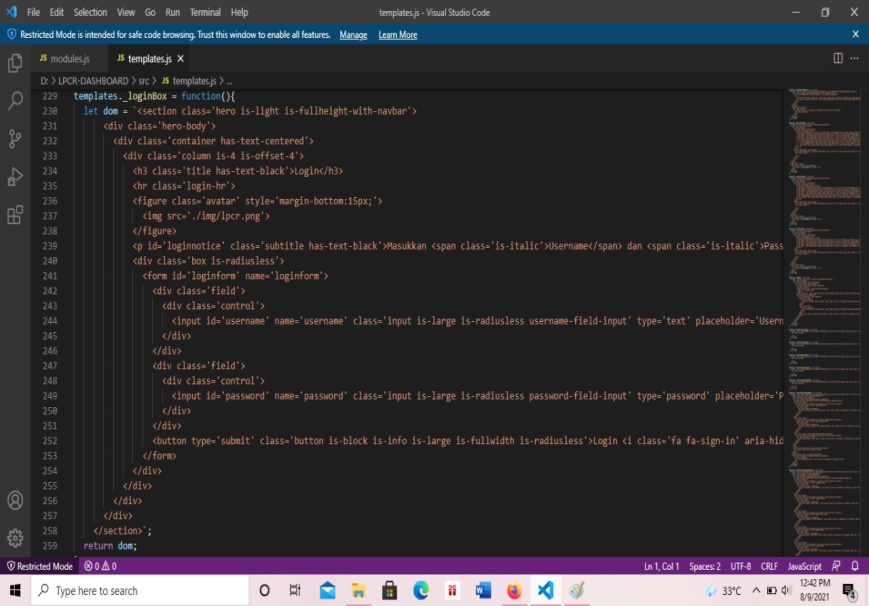 File Edit Selection View Go Run Terminal Help templates.js - Visual Studio Code
Restricted Mode is intended for safe code browsing. Trust this window to enable all features. Manage Learn More
JS modules.js JS templates.js
D: > LPCR-DASHBOARD > src > JS templates.js > ...
229 templates._loginBox = function(){
230 let dom = `<section class='hero is-light is-fullheight-with-navbar'>
231 <div class='hero-body'>
232 <div class='container has-text-centered'>
233 <div class='column is-4 is-offset-4'>
234 <h3 class='title has-text-black'>Login</h3>
235 <hr class='login-hr'>
236 <figure class='avatar' style='margin-bottom:15px;'>
237 <img src='./img/lpcr.png'>
238 </figure>
239 <p id='loginnotice' class='subtitle has-text-black'>Masukkan <span class='is-italic'>Username</span> dan <span class='is-italic'>Pass
240 <div class='box is-radiusless'>
241 <form id='loginform' name='loginform'>
242 <div class='field'>
243 <div class='control'>
244 <input id='username' name='username' class='input is-large is-radiusless username-field-input' type='text' placeholder='Usern
245 </div>
246 </div>
247 <div class='field'>
248 <div class='control'>
249 <input id='password' name='password' class='input is-large is-radiusless password-field-input' type='password' placeholder='P
250 </div>
251 </div>
252 <button type='submit' class='button is-block is-info is-large is-fullwidth is-radiusless'>Login <i class='fa fa-sign-in' aria-hid
253 </form>
254 </div>
255 </div>
256 </div>
257 </div>
258 </section>`;
259 return dom;
Restricted Mode 0 0 Ln 1, Col 1 Spaces: 2 UTF-8 CRLF JavaScript
Type here to search 33°C 12:42 PM
8/9/2021 4